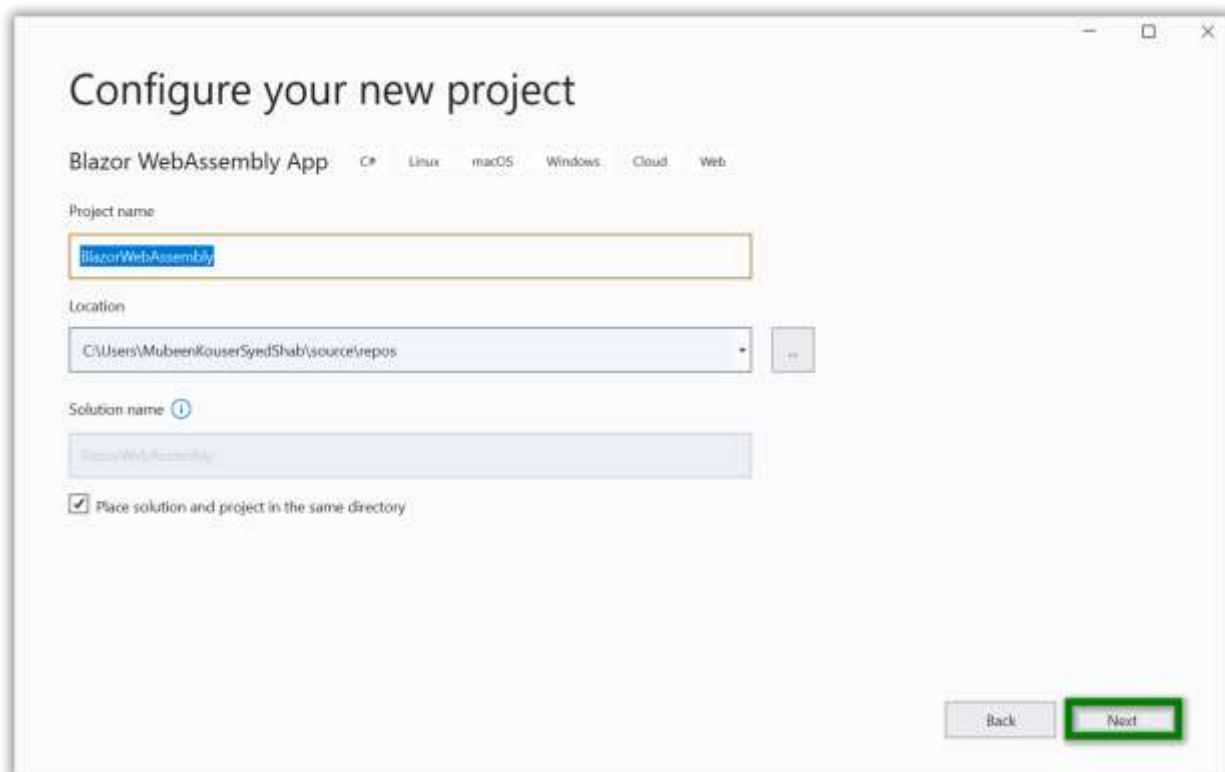 Configure your new project
Blazor WebAssembly App C# Linux macOS Windows Cloud Web
Project name
BlazorWebAssembly
Location
C:\Users\MubeenKouserSyedShab\source\repos
...
Solution name
BlazorWebAssembly
Place solution and project in the same directory
Back Next